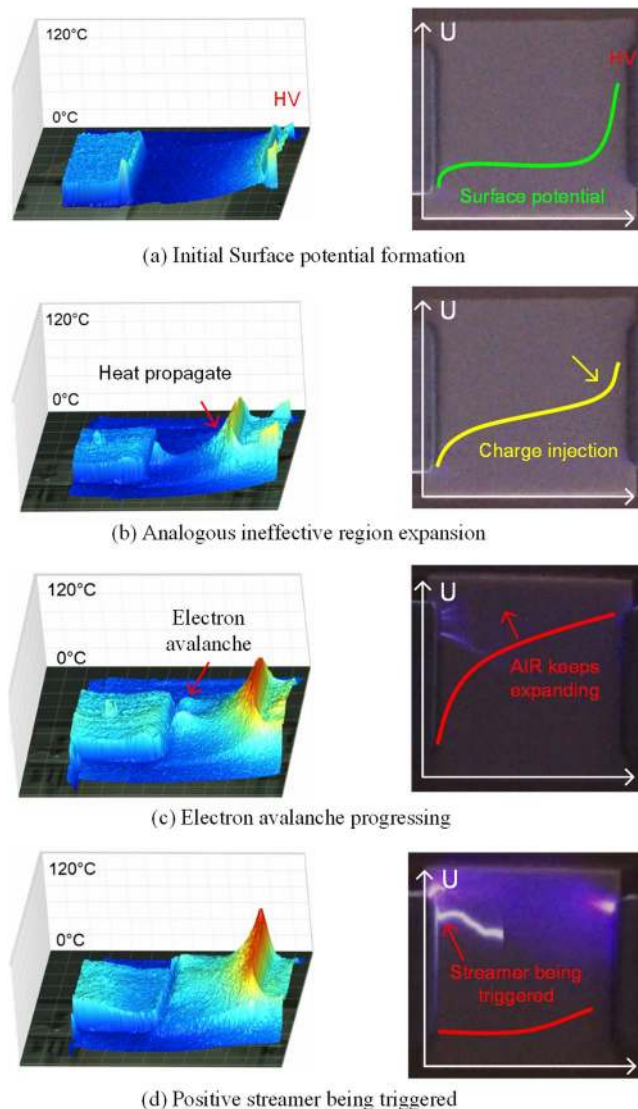 120°C
0°C
HV
U
HV
Surface potential
(a) Initial Surface potential formation
120°C
0°C
Heat propagate
U
Charge injection
(b) Analogous ineffective region expansion
120°C
0°C
Electron
avalanche
U
AIR keeps
expanding
(c) Electron avalanche progressing
120°C
0°C
U
Streamer being
triggered
(d) Positive streamer being triggered